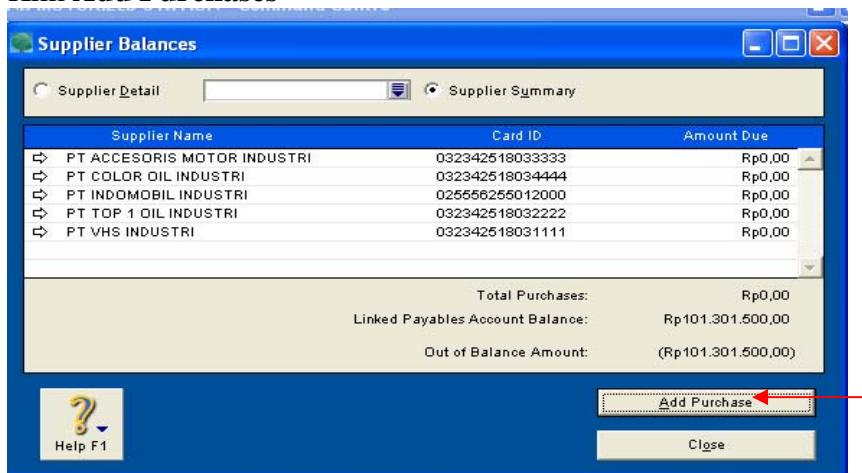 Supplier Balances
Supplier Detail Supplier Summary
Supplier Name Card ID Amount Due
PT ACCESORIS MOTOR INDUSTRI 032342518033333 Rp0,00
PT COLOR OIL INDUSTRI 032342518034444 Rp0,00
PT INDOMOBIL INDUSTRI 025556255012000 Rp0,00
PT TOP 1 OIL INDUSTRI 032342518032222 Rp0,00
PT VHS INDUSTRI 032342518031111 Rp0,00
Total Purchases: Rp0,00
Linked Payables Account Balance: Rp101.301.500,00
Out of Balance Amount: (Rp101.301.500,00)
Add Purchase
Help F1
Close